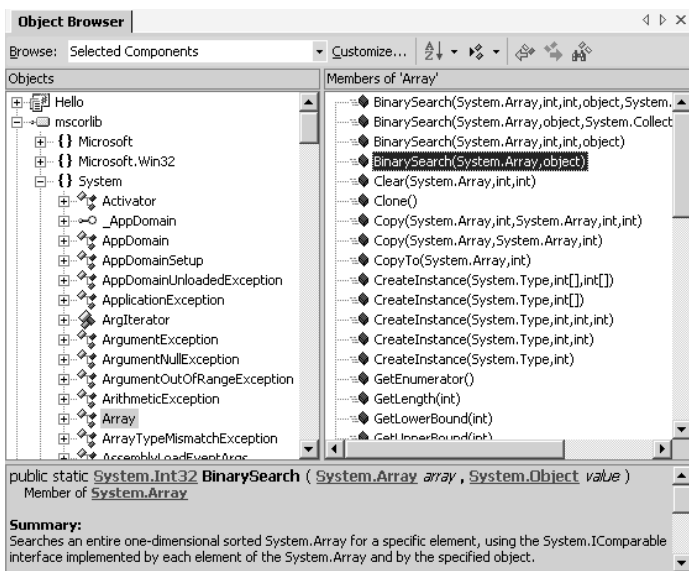 Object Browser
Browse: Selected Components Customize...
Objects
Hello
mscorlib
{} Microsoft
{} Microsoft.Win32
{} System
Activator
_AppDomain
AppDomain
AppDomainSetup
AppDomainUnloadedException
ApplicationException
ArgIterator
ArgumentException
ArgumentNullException
ArgumentOutOfRangeException
ArithmeticException
Array
ArrayTypeMismatchException
AssemblyLoadEventArgs
Members of 'Array'
BinarySearch(System.Array,int,int,object,System.
BinarySearch(System.Array,object,System.Collect
BinarySearch(System.Array,int,int,object)
BinarySearch(System.Array,object)
Clear(System.Array,int,int)
Clone()
Copy(System.Array,int,System.Array,int,int)
Copy(System.Array,System.Array,int)
CopyTo(System.Array,int)
CreateInstance(System.Type,int[],int[])
CreateInstance(System.Type,int[])
CreateInstance(System.Type,int,int,int)
CreateInstance(System.Type,int,int)
CreateInstance(System.Type,int)
GetEnumerator()
GetLength(int)
GetLowerBound(int)
GetUpperBound(int)
public static System.Int32 BinarySearch ( System.Array array , System.Object value )
Member of System.Array
Summary:
Searches an entire one-dimensional sorted System.Array for a specific element, using the System.IComparable
interface implemented by each element of the System.Array and by the specified object.